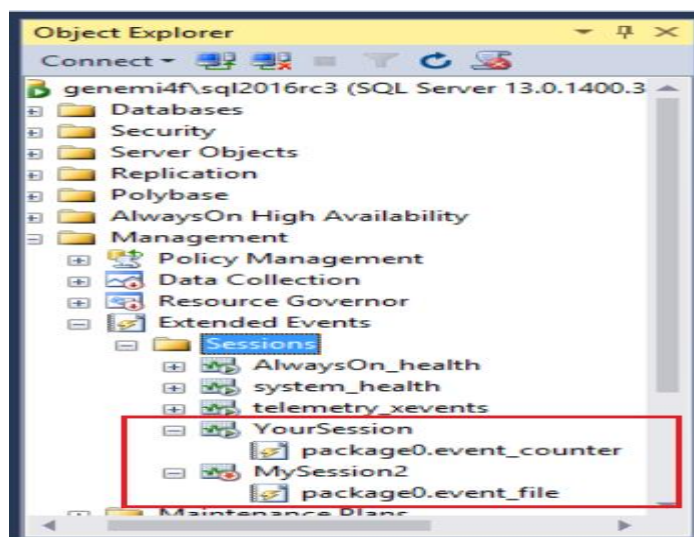 Object Explorer
Connect
genemi4f\sql2016rc3 (SQL Server 13.0.1400.3
Databases
Security
Server Objects
Replication
Polybase
AlwaysOn High Availability
Management
Policy Management
Data Collection
Resource Governor
Extended Events
Sessions
AlwaysOn_health
system_health
telemetry_xevents
YourSession
package0.event_counter
MySession2
package0.event_file
Maintenance Plans